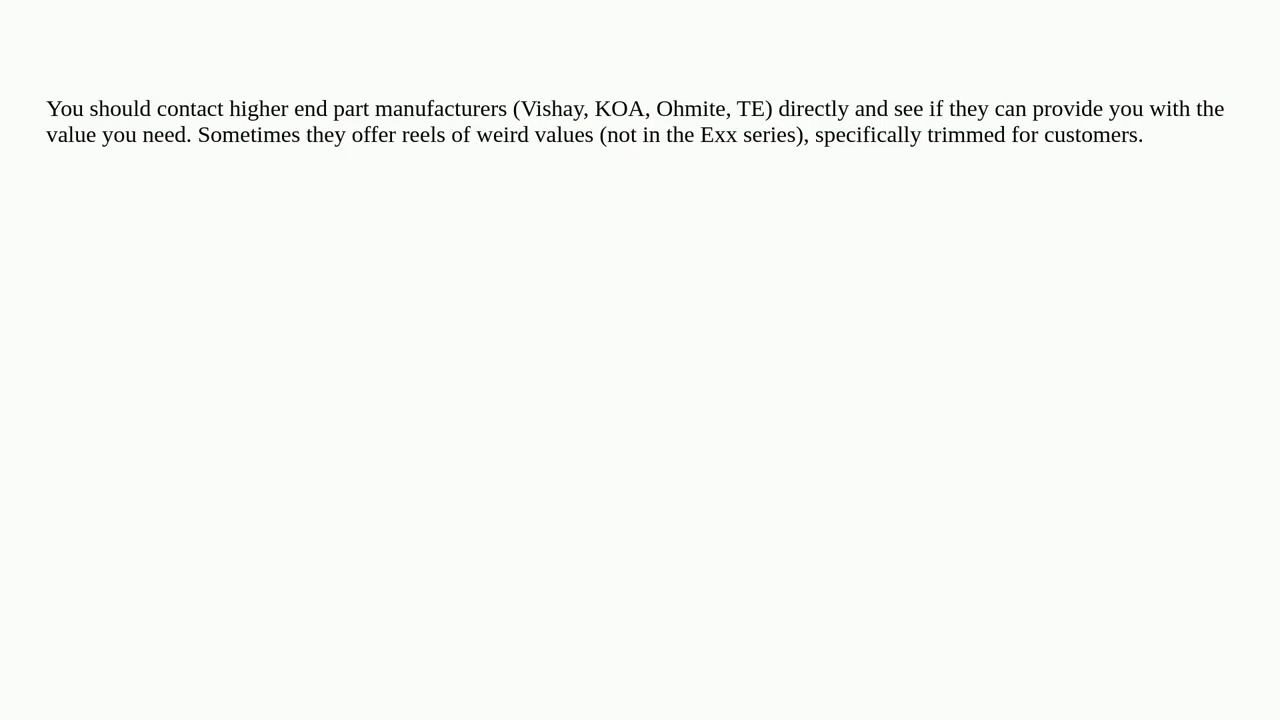 You should contact higher end part manufacturers (Vishay, KOA, Ohmite, TE) directly and see if they can provide you with the
value you need. Sometimes they offer reels of weird values (not in the Exx series), specifically trimmed for customers.